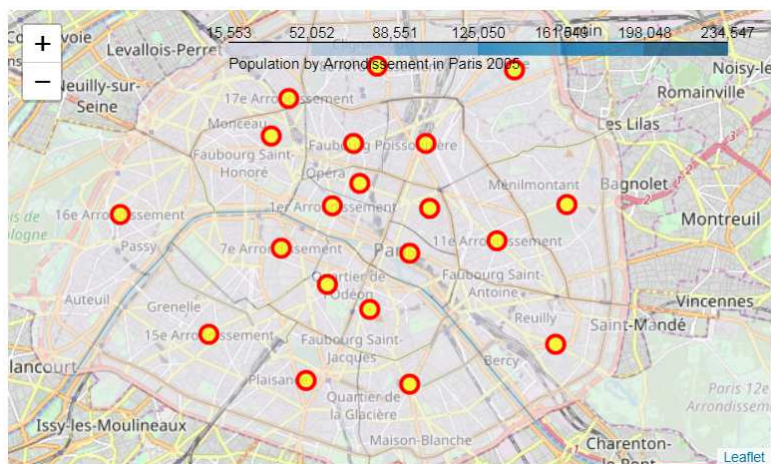 15,553 52,052 88,551 125,050 161,549 198,048 234,547
Population by Arrondissement in Paris 2005
+
−
Levallois-Perret
Neuilly-sur-
Seine
Noisy-le
Romainville
17e Arrondissement
Monceau
Les Lilas
Faubourg Saint-
Honoré
Opéra
Ménilmontant
Bagnolet
16e Arrondissement
1er Arrondissement
Montreuil
Passy
7e Arrondissement
11e Arrondissement
Quartier de
l'Odéon
Faubourg Saint-
Antoine
Auteuil
Grenelle
Vincennes
Reuilly
Saint-Mandé
15e Arrondissement
Faubourg Saint-
Jacques
Bercy
Quartier de
la Glacière
Paris 12e
Arrondissement
Issy-les-Moulineaux
Maison-Blanche
Charenton-
le-Pont
Leaflet